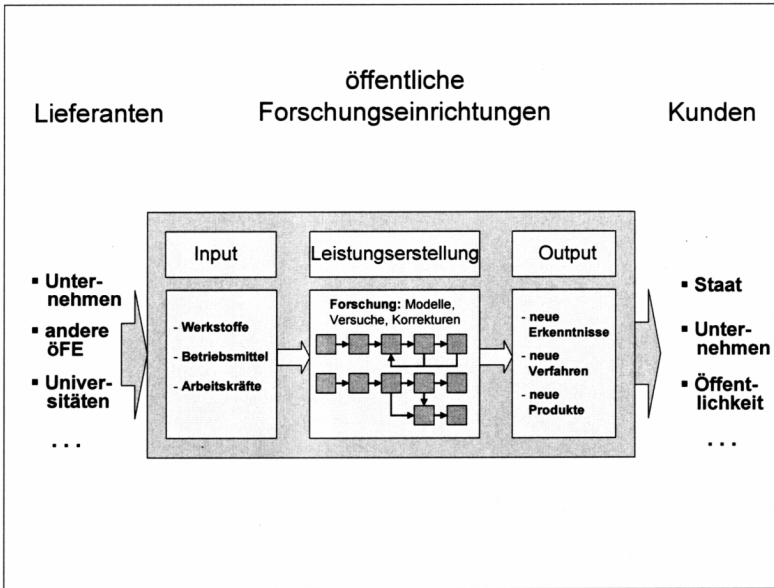 öffentliche
Lieferanten Forschungseinrichtungen Kunden
Input Leistungserstellung Output
▪ Unter-
nehmen
▪ andere
öFE
▪ Univer-
sitäten
. . .
- Werkstoffe
- Betriebsmittel
- Arbeitskräfte
Forschung: Modelle,
Versuche, Korrekturen
- neue
Erkenntnisse
- neue
Verfahren
- neue
Produkte
▪ Staat
▪ Unter-
nehmen
▪ Öffent-
lichkeit
. . .